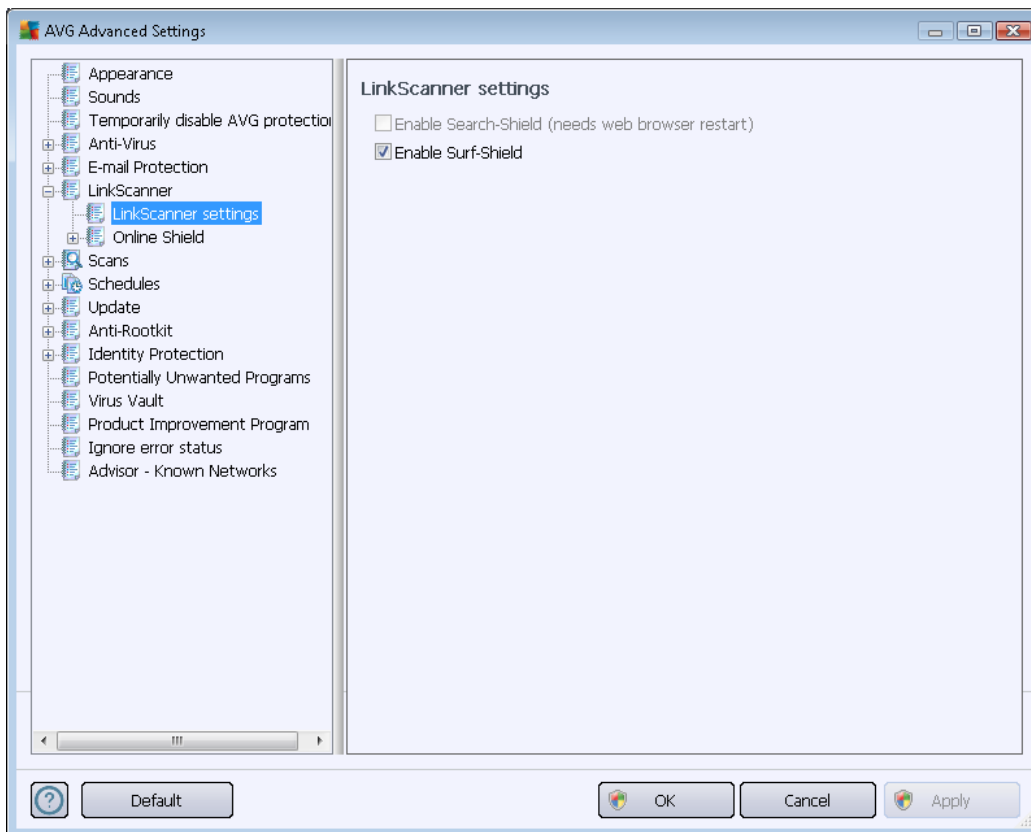 AVG Advanced Settings
Appearance
Sounds
Temporarily disable AVG protection
Anti-Virus
E-mail Protection
LinkScanner
LinkScanner settings
Online Shield
Scans
Schedules
Update
Anti-Rootkit
Identity Protection
Potentially Unwanted Programs
Virus Vault
Product Improvement Program
Ignore error status
Advisor - Known Networks
LinkScanner settings
Enable Search-Shield (needs web browser restart)
Enable Surf-Shield
Default
OK
Cancel
Apply